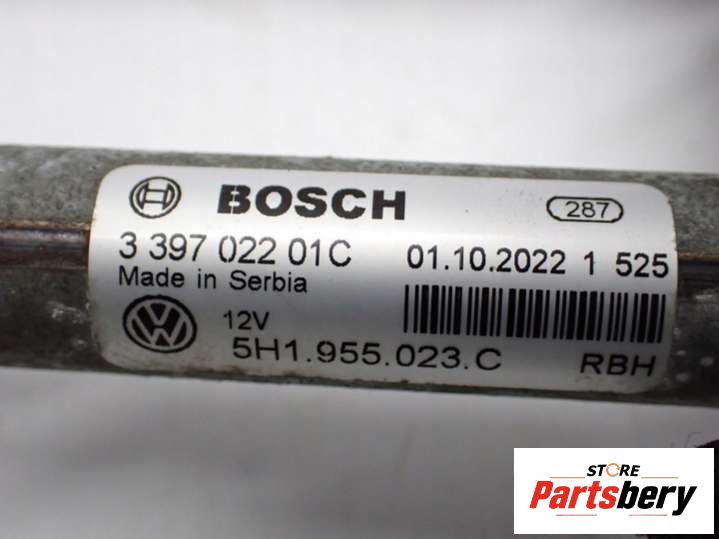 BOSCH 287
3 397 022 01C 01.10.2022 1 525
Made in Serbia
12V
5H1.955.023.C RBH
STORE
Partsbery